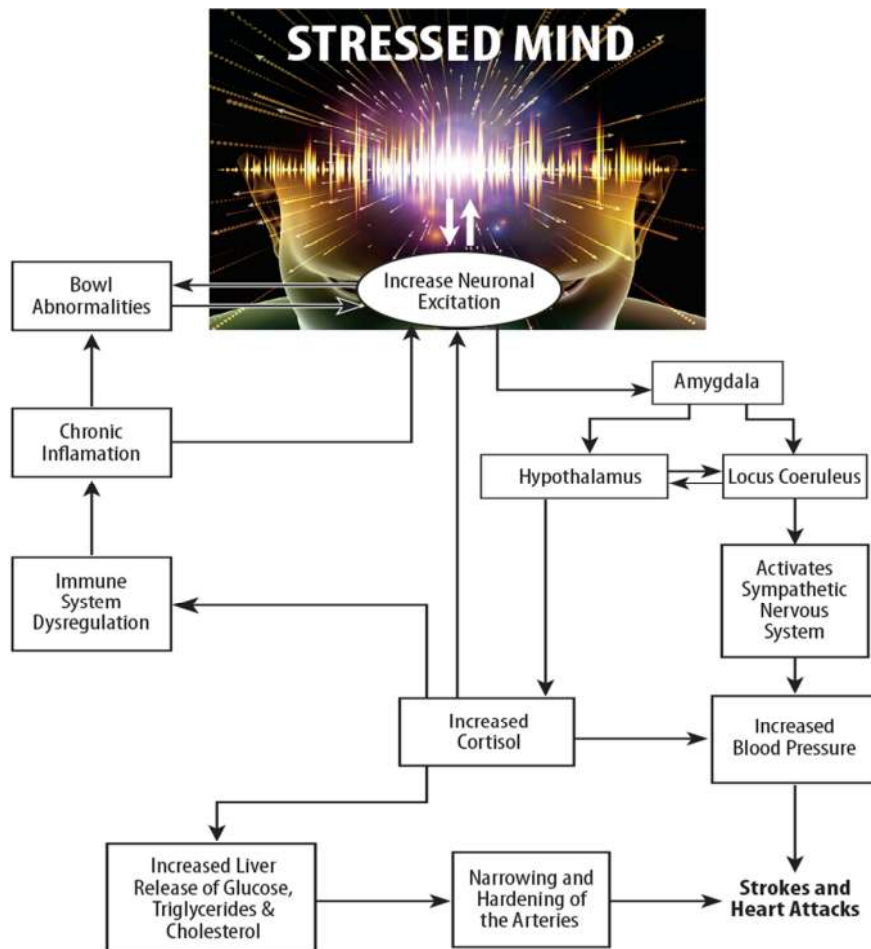 STRESSED MIND
Increase Neuronal
Excitation
Bowl
Abnormalities
Amygdala
Chronic
Inflamation
Hypothalamus
Locus Coeruleus
Immune
System
Dysregulation
Activates
Sympathetic
Nervous
System
Increased
Cortisol
Increased
Blood Pressure
Increased Liver
Release of Glucose,
Triglycerides &
Cholesterol
Narrowing and
Hardening of
the Arteries
Strokes and
Heart Attacks